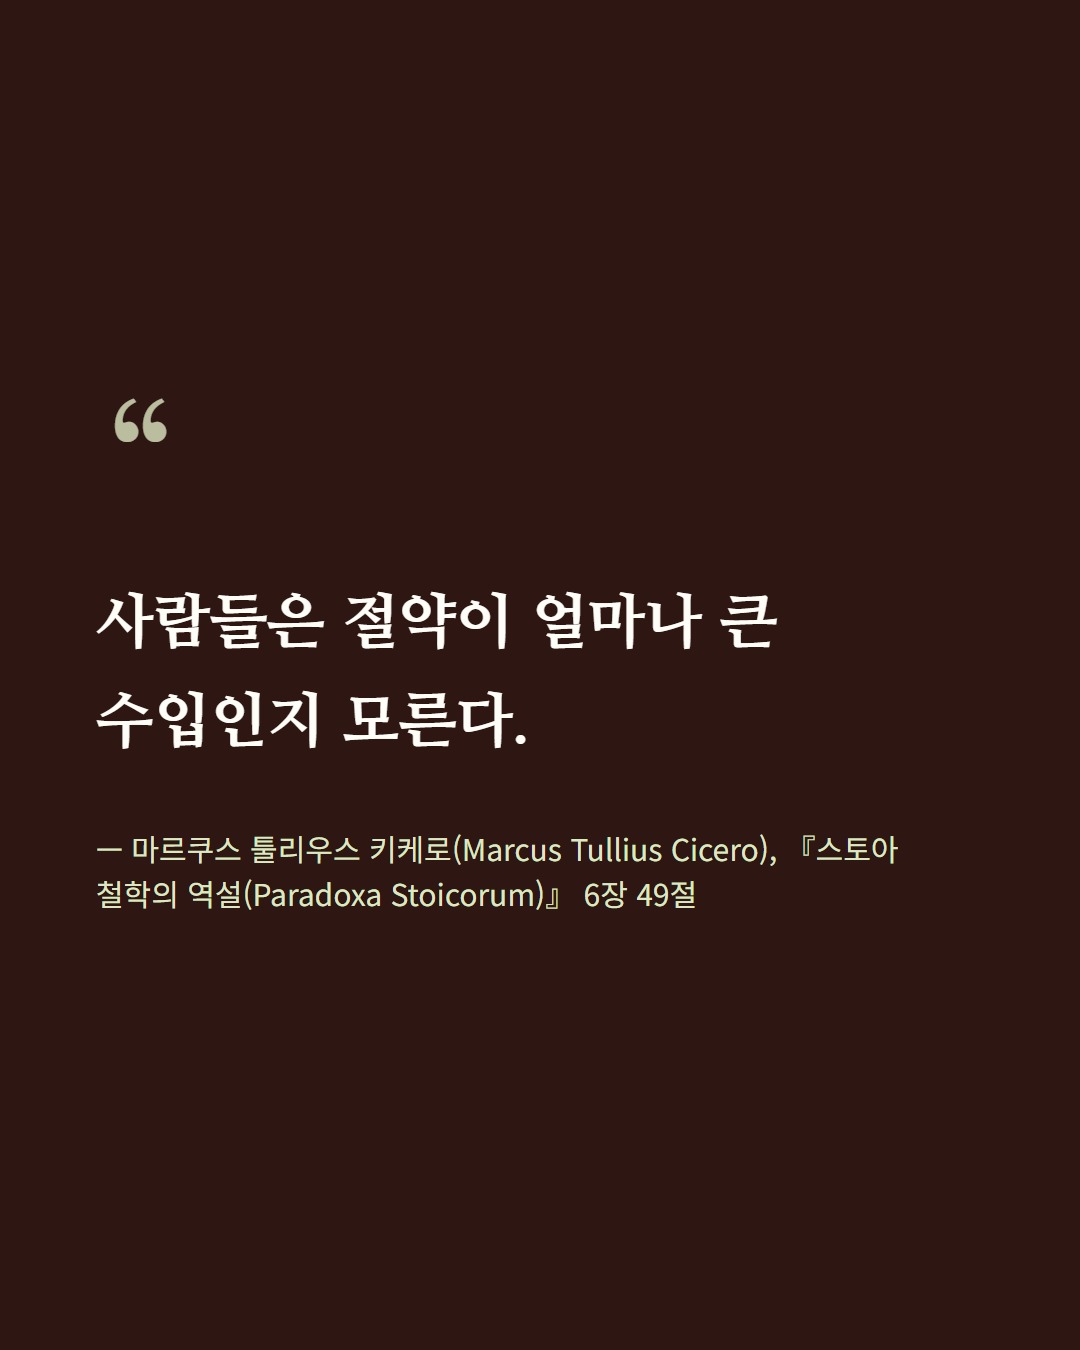 “
사람들은 절약이 얼마나 큰
수입인지 모른다.
— 마르쿠스 툴리우스 키케로(Marcus Tullius Cicero), 『스토아
철학의 역설(Paradoxa Stoicorum)』 6장 49절